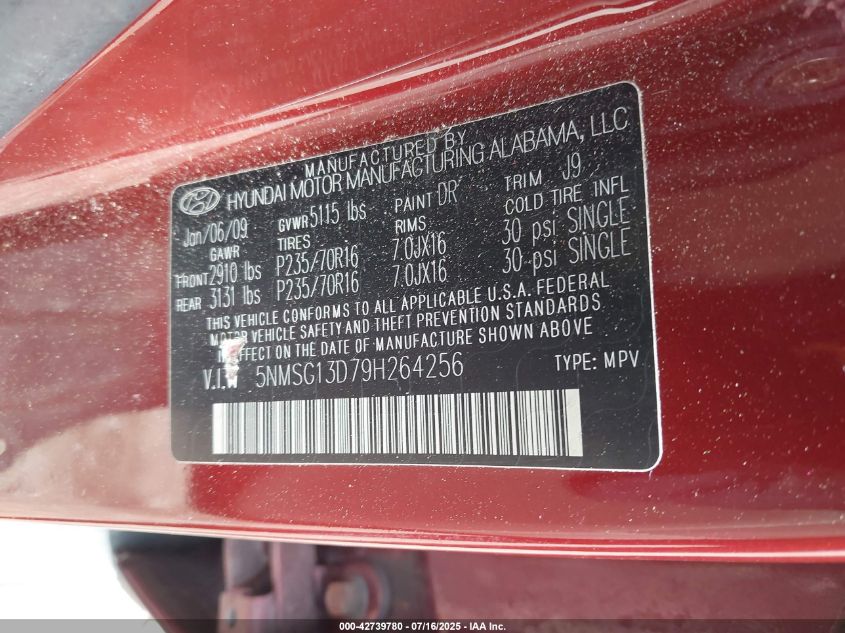 MANUFACTURED BY
HYUNDAI MOTOR MANUFACTURING ALABAMA, LLC
Jan/06/09 GVWR 5115 lbs PAINT DR TRIM J9
GAWR TIRES RIMS COLD TIRE INFL
FRONT 2910 lbs P235/70R16 7.0JX16 30 psi SINGLE
REAR 3131 lbs P235/70R16 7.0JX16 30 psi SINGLE
THIS VEHICLE CONFORMS TO ALL APPLICABLE U.S.A. FEDERAL
MOTOR VEHICLE SAFETY AND THEFT PREVENTION STANDARDS
IN EFFECT ON THE DATE OF MANUFACTURE SHOWN ABOVE
V.I.N 5NMSG13D79H264256 TYPE: MPV
000-42739780 - 07/16/2025 - IAA Inc.